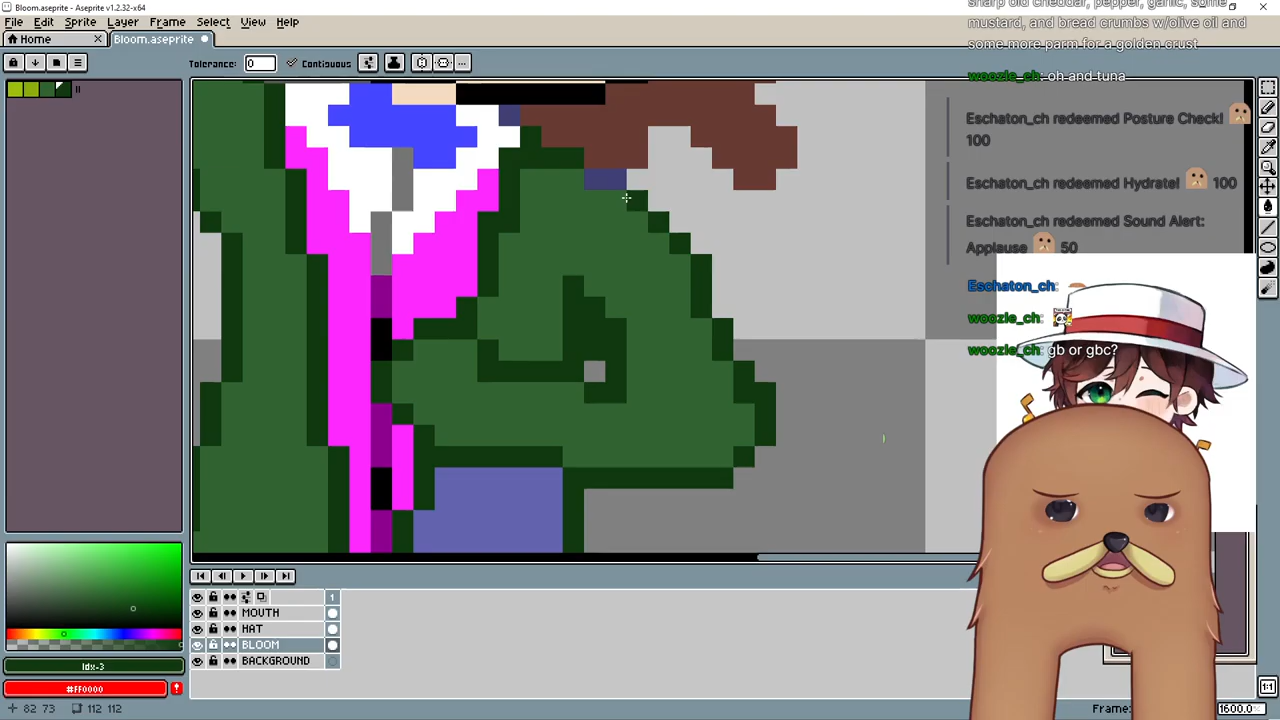 Bloom.aseprite - Aseprite v1.2.32-x64
File Edit Sprite Layer Frame Select View Help
Home
Bloom.aseprite
Tolerance: 0 Continuous
sharp old cheddar, pepper, garlic, some
mustard, and bread crumbs w/olive oil and
some more parm for a golden crust
woozle_ch: oh and tuna
Eschaton_ch redeemed Posture Check!
100
Eschaton_ch redeemed Hydrate! 100
Eschaton_ch redeemed Sound Alert:
Applause 50
Eschaton_ch:
woozle_ch:
woozle_ch: gb or gbc?
1
MOUTH
HAT
BLOOM
BACKGROUND
Idx-3
#FF0000
82 73 112 112
Frame:
1600.0
1:1